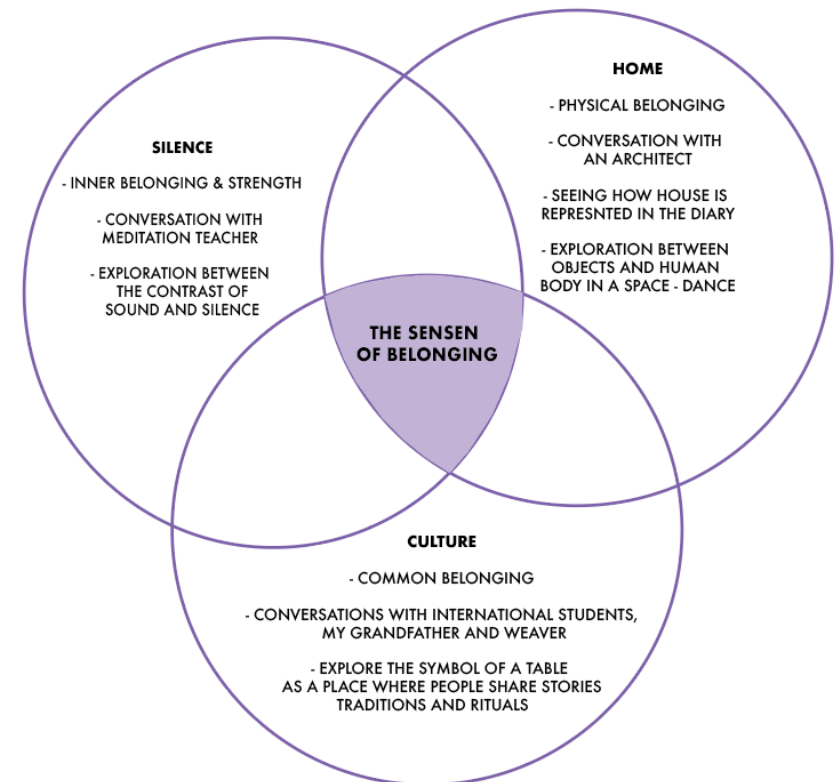 SILENCE
- INNER BELONGING & STRENGTH
- CONVERSATION WITH
MEDITATION TEACHER
- EXPLORATION BETWEEN
THE CONTRAST OF
SOUND AND SILENCE
HOME
- PHYSICAL BELONGING
- CONVERSATION WITH
AN ARCHITECT
- SEEING HOW HOUSE IS
REPRESNTED IN THE DIARY
- EXPLORATION BETWEEN
OBJECTS AND HUMAN
BODY IN A SPACE - DANCE
THE SENSEN
OF BELONGING
CULTURE
- COMMON BELONGING
- CONVERSATIONS WITH INTERNATIONAL STUDENTS,
MY GRANDFATHER AND WEAVER
- EXPLORE THE SYMBOL OF A TABLE
AS A PLACE WHERE PEOPLE SHARE STORIES
TRADITIONS AND RITUALS